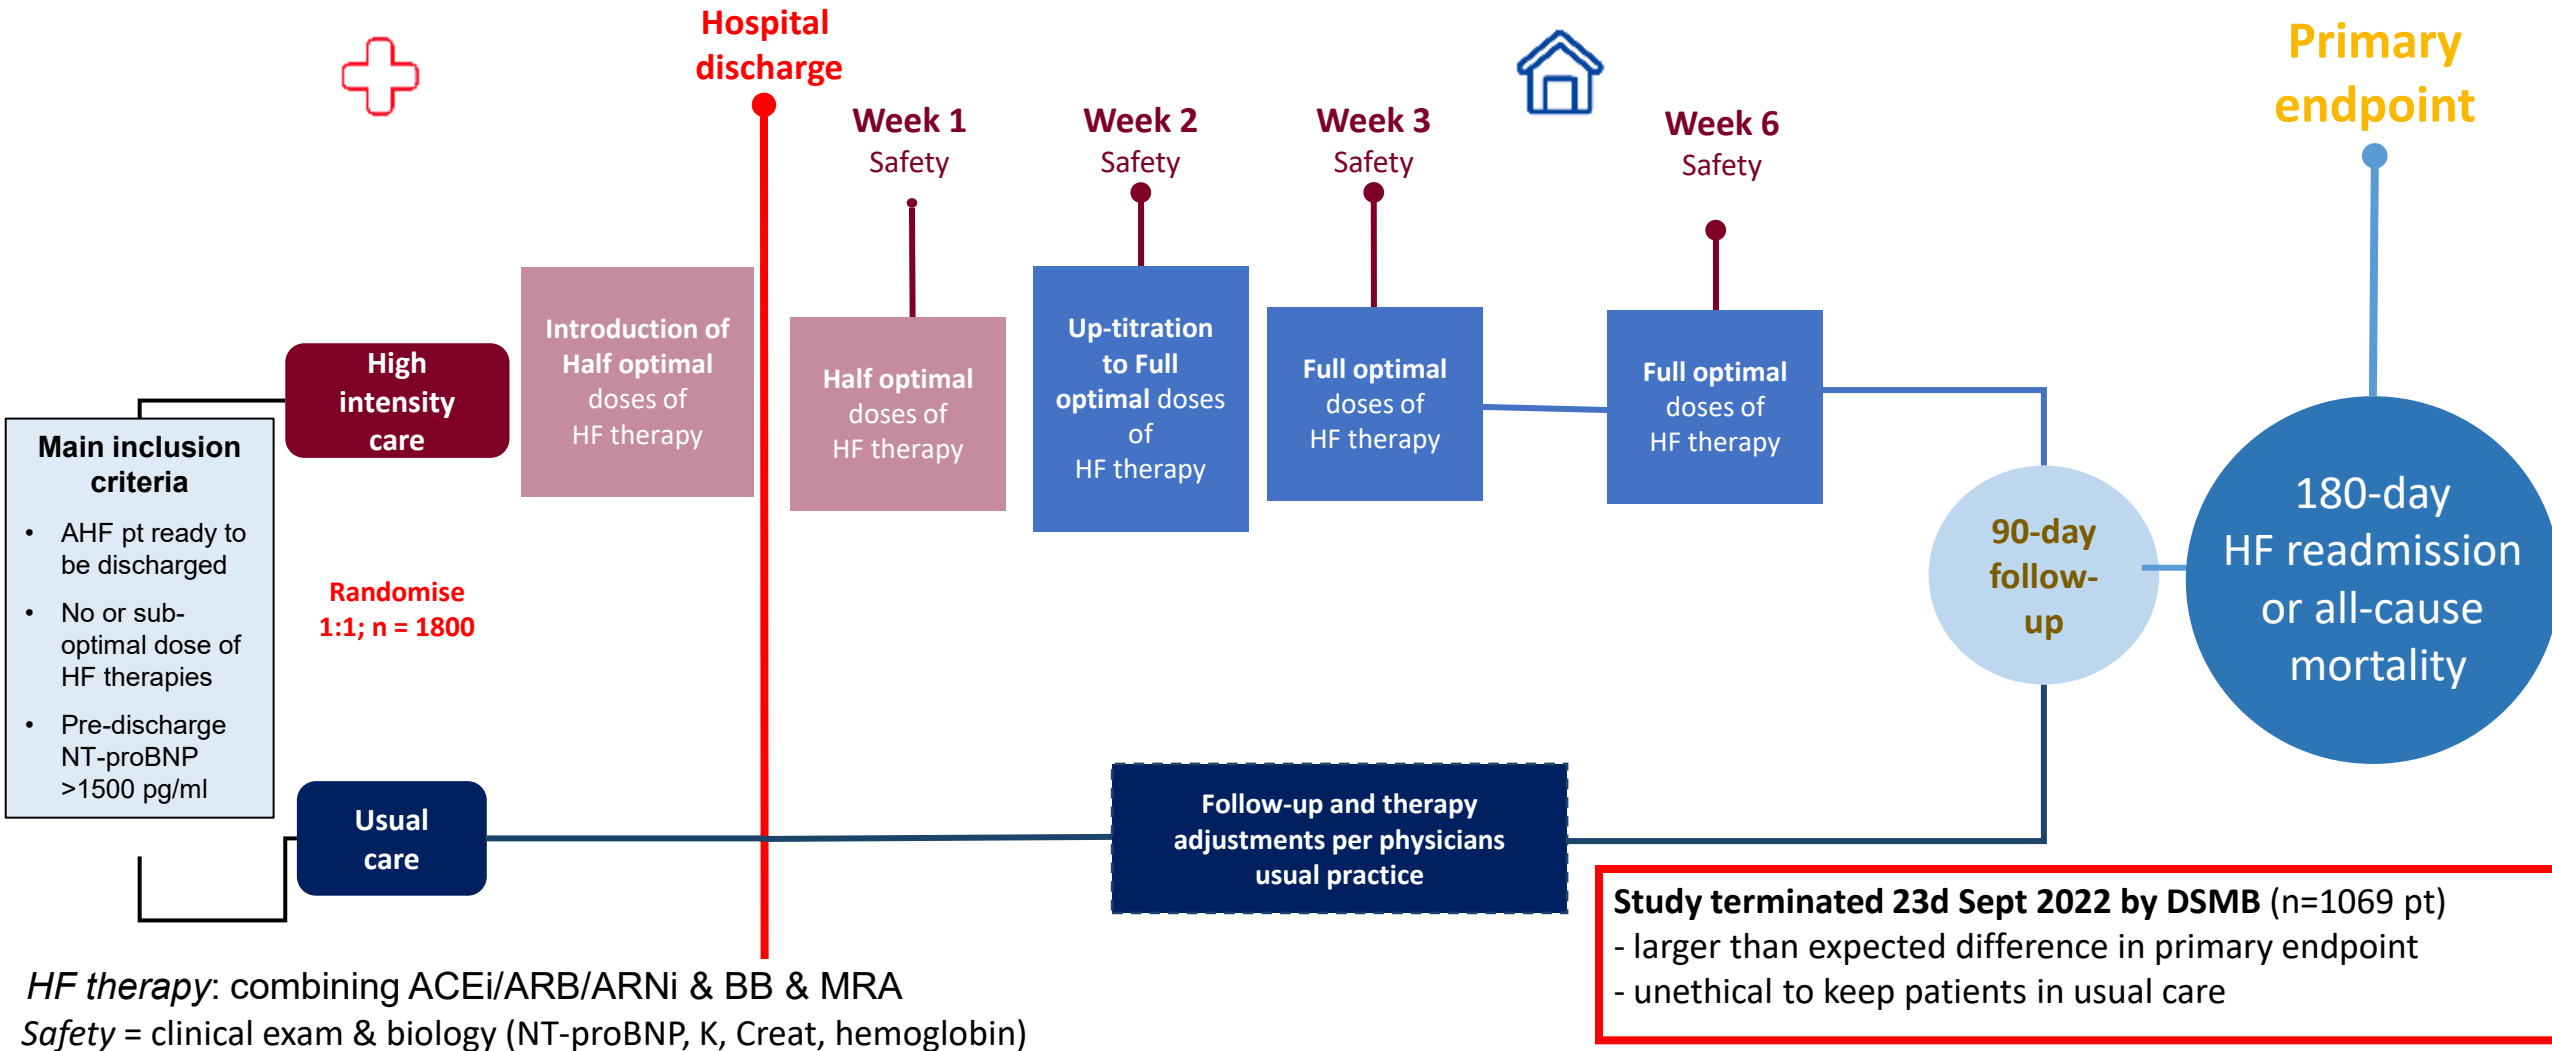 Hospital
discharge
Primary
endpoint
Week 1
Safety
Week 2
Safety
Week 3
Safety
Week 6
Safety
High
intensity
care
Introduction of
Half optimal
doses of
HF therapy
Half optimal
doses of
HF therapy
Up-titration
to Full
optimal doses
of
HF therapy
Full optimal
doses of
HF therapy
Full optimal
doses of
HF therapy
Main inclusion
criteria
• AHF pt ready to
be discharged
• No or sub-
optimal dose of
HF therapies
• Pre-discharge
NT-proBNP
>1500 pg/ml
Randomise
1:1; n = 1800
90-day
follow-
up
180-day
HF readmission
or all-cause
mortality
Usual
care
Follow-up and therapy
adjustments per physicians
usual practice
Study terminated 23d Sept 2022 by DSMB (n=1069 pt)
- larger than expected difference in primary endpoint
- unethical to keep patients in usual care
HF therapy: combining ACEi/ARB/ARNi & BB & MRA
Safety = clinical exam & biology (NT-proBNP, K, Creat, hemoglobin)